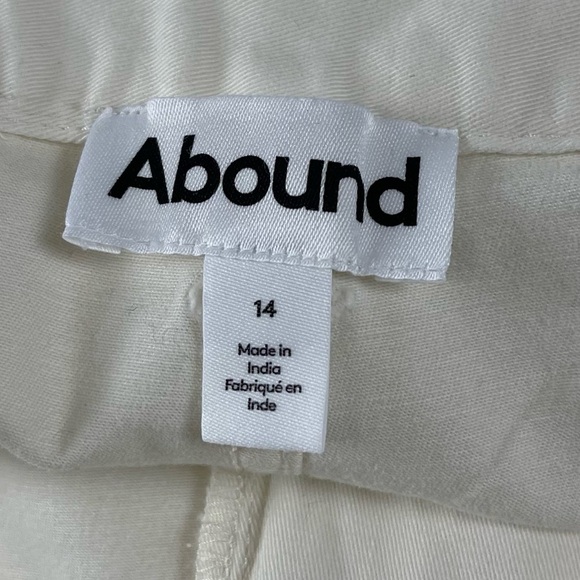 Abound
14
Made in
India
Fabriqué en
Inde